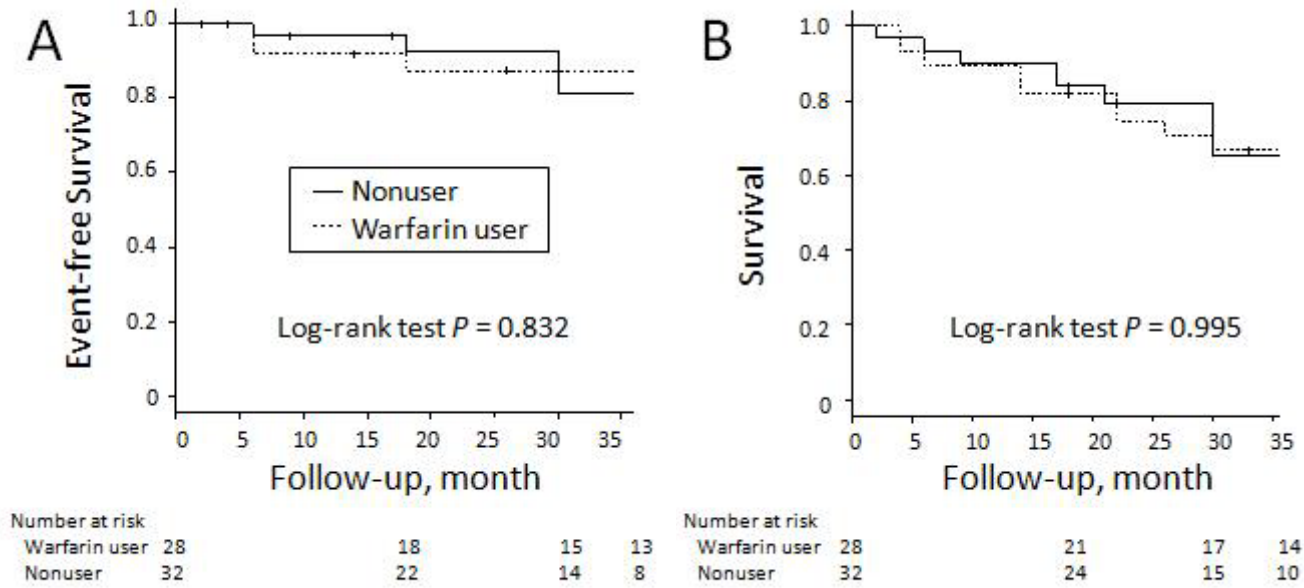 A
Event-free Survival
1.0
0.8
0.6
0.4
0.2
0
Nonuser
Warfarin user
Log-rank test P = 0.832
0 5 10 15 20 25 30 35
Follow-up, month
Number at risk
Warfarin user 28 18 15 13
Nonuser 32 22 14 8
B
Survival
1.0
0.8
0.6
0.4
0.2
0
Log-rank test P = 0.995
0 5 10 15 20 25 30 35
Follow-up, month
Number at risk
Warfarin user 28 21 17 14
Nonuser 32 24 15 10